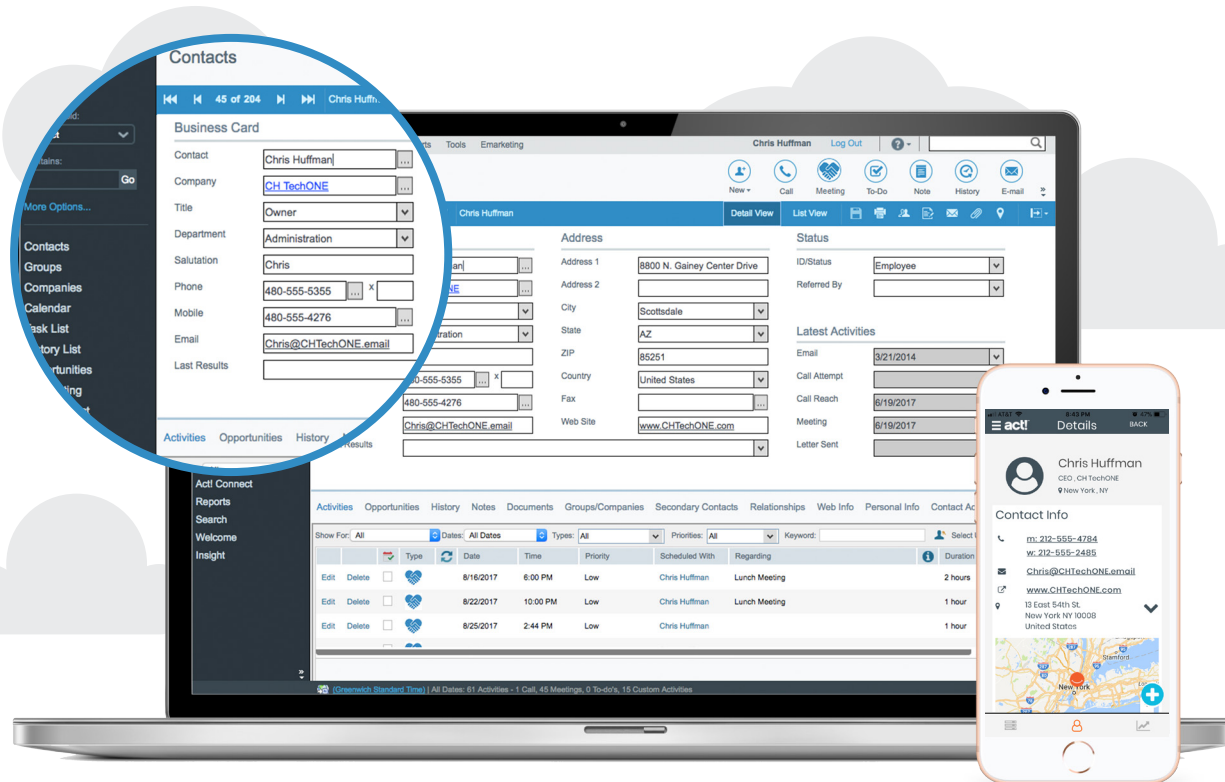 Contacts
45 of 204 Chris Huffm
Business Card
Contact Chris Huffman
Company CH TechONE
Title Owner
Department Administration
Salutation Chris
Phone 480-555-5355 x
Mobile 480-555-4276
Email Chris@CHTechONE.email
Last Results
Go
More Options...
Contacts
Groups
Companies
Calendar
Task List
History List
Activities Opportunities History
Tools Emarketing
Chris Huffman Log Out
New Call Meeting To-Do Note History E-mail
Chris Huffman Detail View List View
Address
Address 1 8800 N. Gainey Center Drive
Address 2
City Scottsdale
State AZ
ZIP 85251
Country United States
Fax
Web Site www.CHTechONE.com
Status
ID/Status Employee
Referred By
Latest Activities
Email 3/21/2014
Call Attempt
Call Reach 6/19/2017
Meeting 6/19/2017
Letter Sent
-555-5355 x
480-555-4276
Chris@CHTechONE.email
Results
Act! Connect
Reports
Search
Welcome
Insight
Activities Opportunities History Notes Documents Groups/Companies Secondary Contacts Relationships Web Info Personal Info Contact Ac
Show For: All Dates: All Dates Types: All Priorities: All Keyword: Select
Type Date Time Priority Scheduled With Regarding Duration
Edit Delete 8/16/2017 6:00 PM Low Chris Huffman Lunch Meeting 2 hours
Edit Delete 8/22/2017 10:00 PM Low Chris Huffman Lunch Meeting 1 hour
Edit Delete 8/25/2017 2:44 PM Low Chris Huffman 1 hour
(Greenwich Standard Time) | All Dates: 61 Activities - 1 Call, 45 Meetings, 0 To-do's, 15 Custom Activities
AT&T 8:43 PM 47%
act! Details BACK
Chris Huffman
CEO , CH TechONE
New York , NY
Contact Info
m: 212-555-4784
w: 212-555-2485
Chris@CHTechONE.email
www.CHTechONE.com
13 East 54th St.
New York NY 10008
United States
Stamford
New York